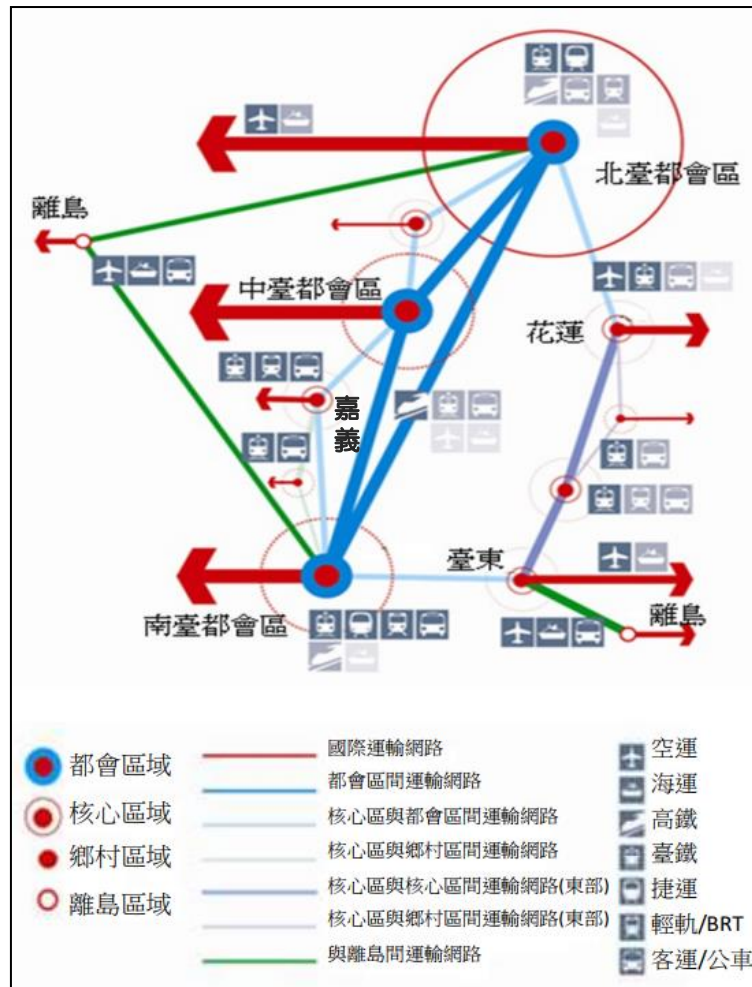 北臺都會區
離島
中臺都會區
花蓮
嘉義
臺東
南臺都會區
離島
都會區域
核心區域
鄉村區域
離島區域
國際運輸網路
都會區間運輸網路
核心區與都會區間運輸網路
核心區與鄉村區間運輸網路
核心區與核心區間運輸網路(東部)
核心區與鄉村區間運輸網路(東部)
與離島間運輸網路
空運
海運
高鐵
臺鐵
捷運
輕軌/BRT
客運/公車